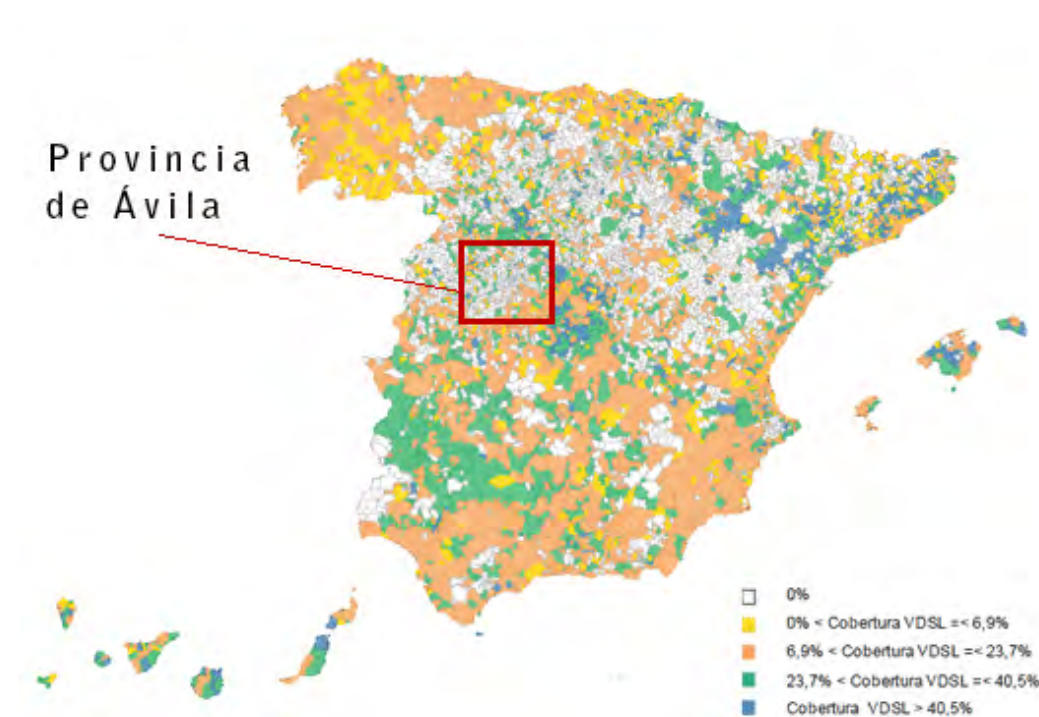 Provincia
de Ávila
0%
0% < Cobertura VDSL =< 6,9%
6,9% < Cobertura VDSL =< 23,7%
23,7% < Cobertura VDSL =< 40,5%
Cobertura VDSL > 40,5%